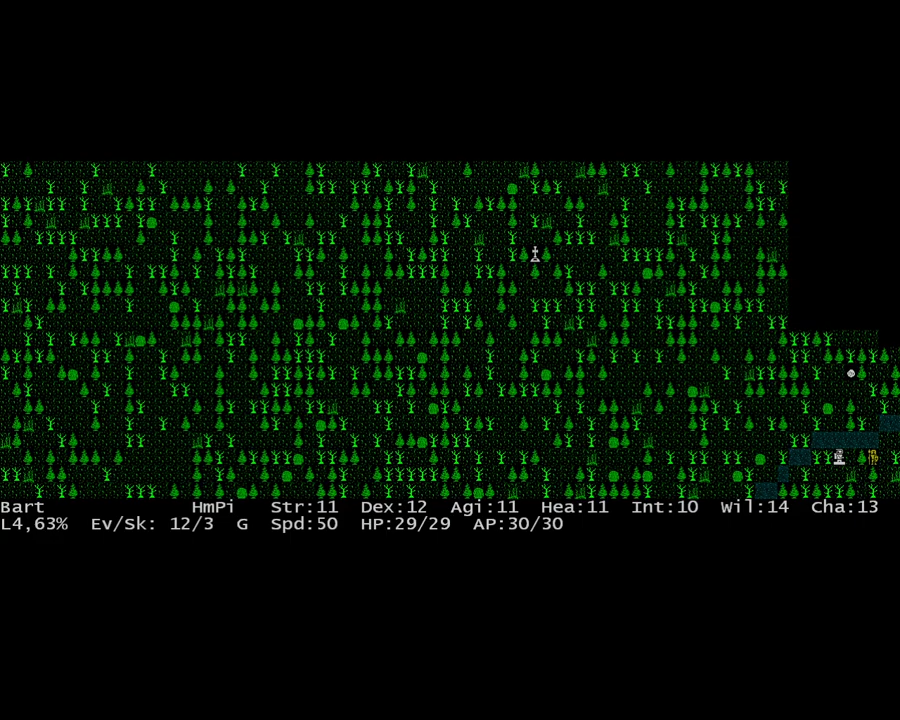 Bart HmPi Str:11 Dex:12 Agi:11 Hea:11 Int:10 Wil:14 Cha:13
L4,63% Ev/Sk: 12/3 G Spd:50 HP:29/29 AP:30/30